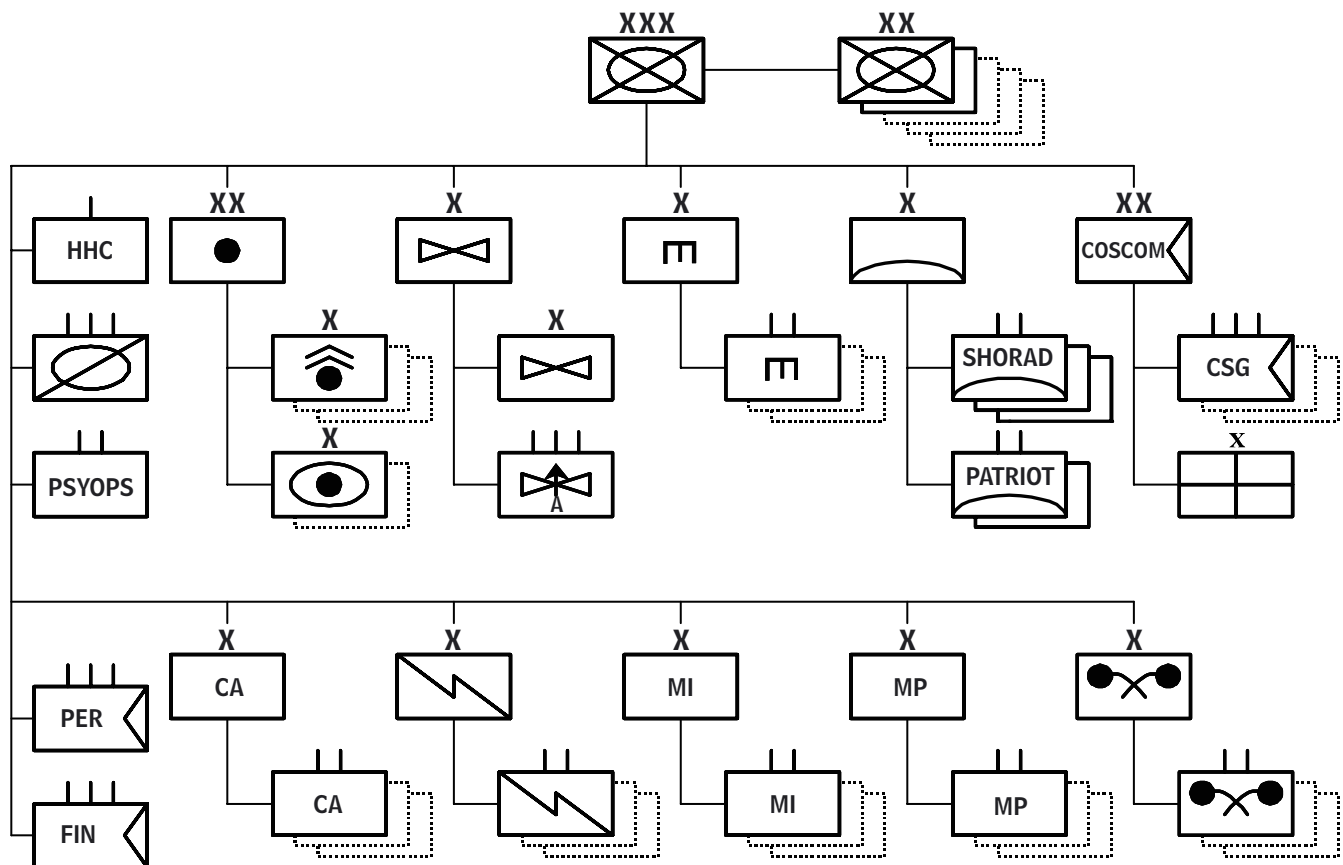 XXX XX
XX X X X XX
HHC COSCOM
X X
SHORAD CSG
X X
PSYOPS PATRIOT
A
X X X X X
PER CA MI MP
FIN CA MI MP